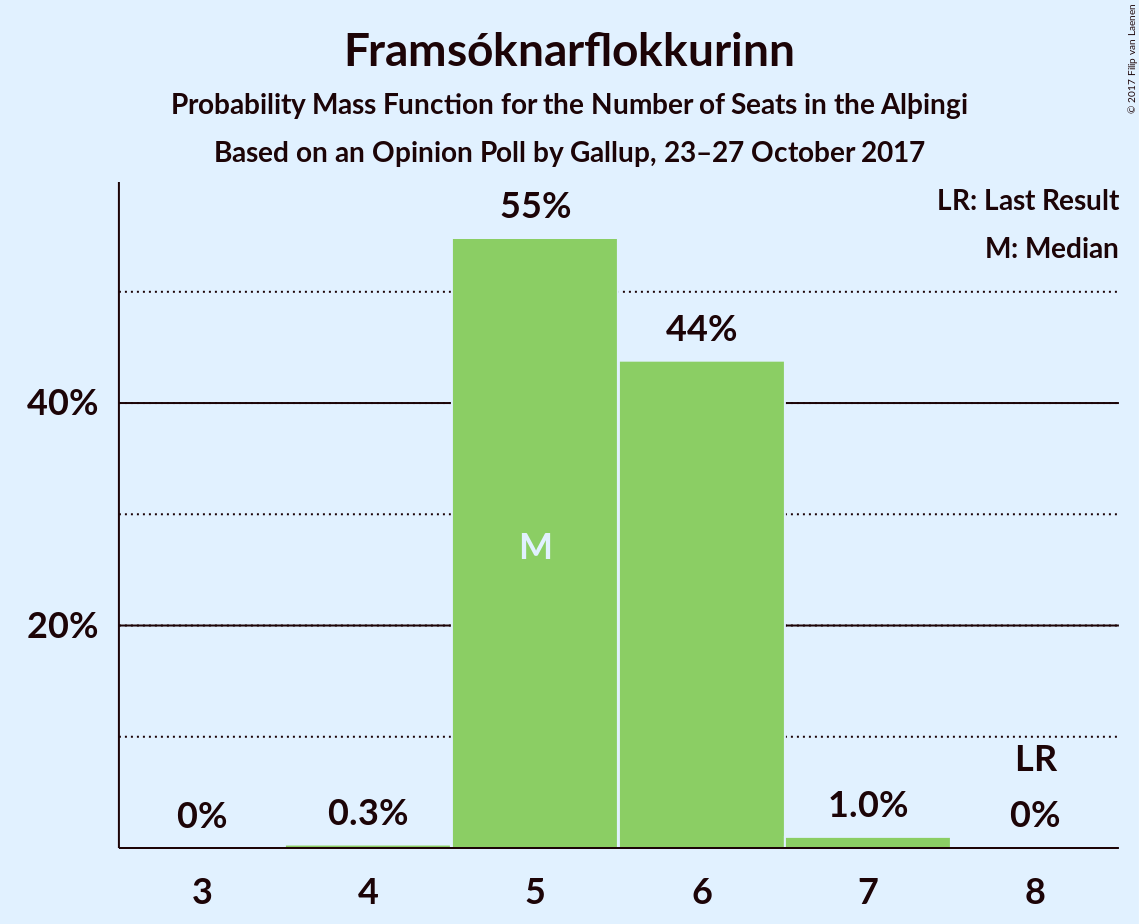 Framsóknarflokkurinn
Probability Mass Function for the Number of Seats in the Alþingi
Based on an Opinion Poll by Gallup, 23–27 October 2017
© 2017 Filip van Laenen
LR: Last Result
M: Median
55%
44%
40%
M
20%
LR
0%
0.3%
1.0%
0%
3
4
5
6
7
8